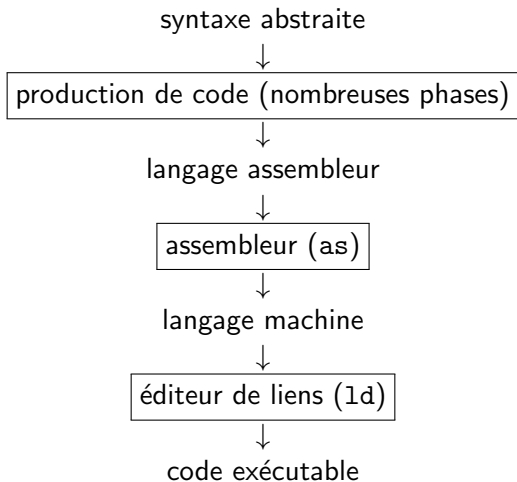 syntaxe abstraite
↓
production de code (nombreuses phases)
↓
langage assembleur
↓
assembleur (as)
↓
langage machine
↓
éditeur de liens (ld)
↓
code exécutable